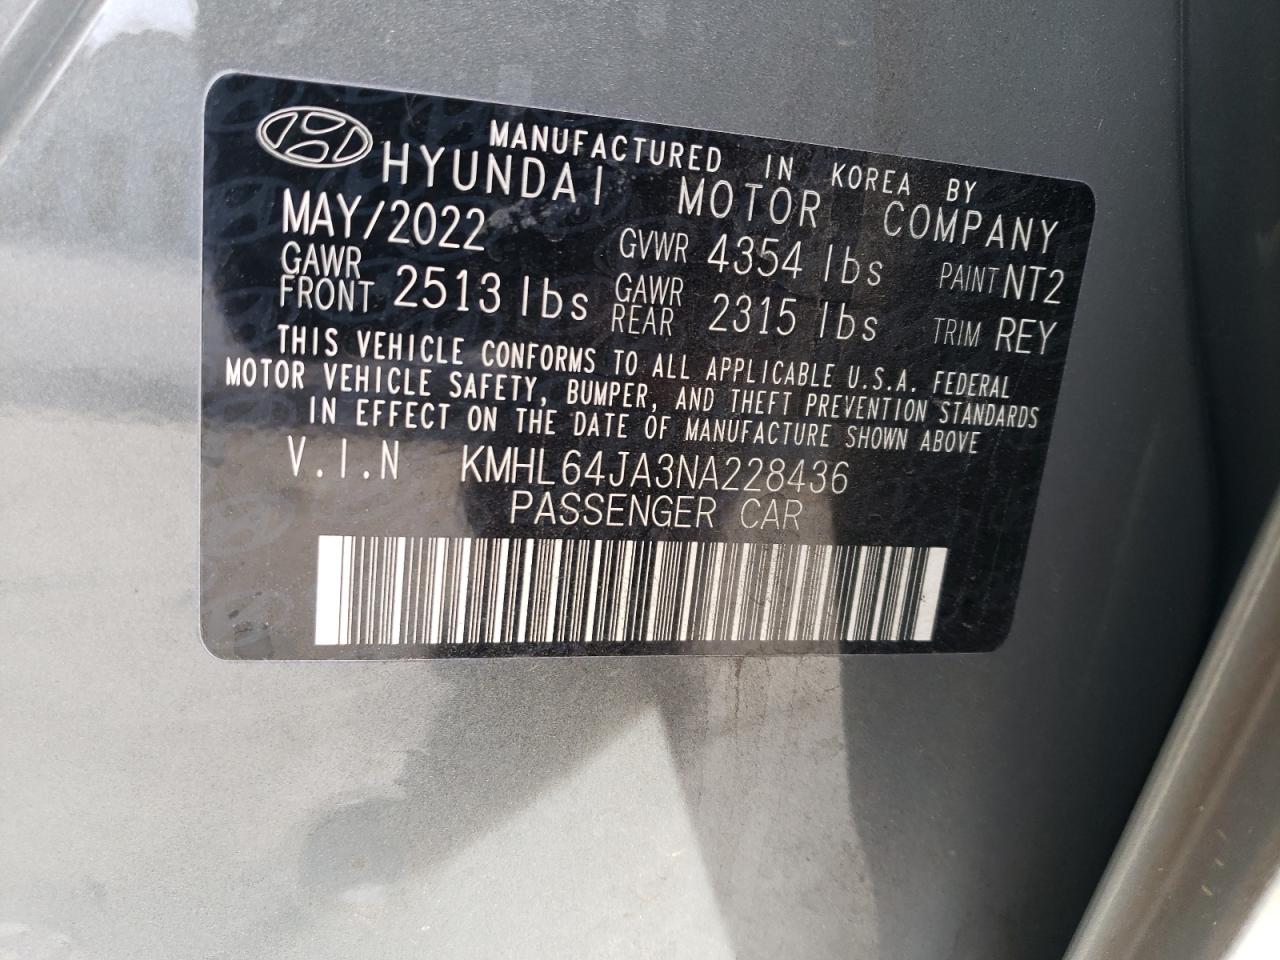 MANUFACTURED IN KOREA BY
HYUNDAI MOTOR COMPANY
MAY/2022 GVWR 4354 lbs PAINT NT2
GAWR FRONT 2513 lbs GAWR REAR 2315 lbs TRIM REY
THIS VEHICLE CONFORMS TO ALL APPLICABLE U.S.A. FEDERAL
MOTOR VEHICLE SAFETY, BUMPER, AND THEFT PREVENTION STANDARDS
IN EFFECT ON THE DATE OF MANUFACTURE SHOWN ABOVE
V.I.N KMHL64JA3NA228436
PASSENGER CAR